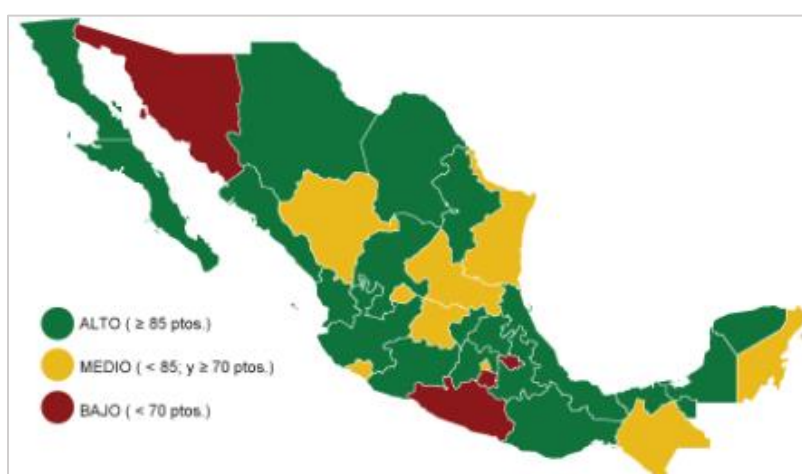 ALTO ( ≥ 85 ptos.)
MEDIO ( < 85; y ≥ 70 ptos.)
BAJO ( < 70 ptos.)